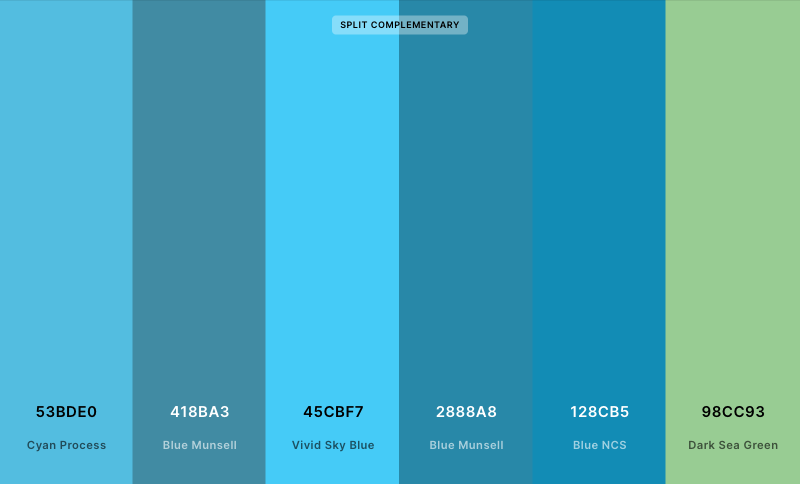 SPLIT COMPLEMENTARY
53BDE0
Cyan Process
418BA3
Blue Munsell
45CBF7
Vivid Sky Blue
2888A8
Blue Munsell
128CB5
Blue NCS
98CC93
Dark Sea Green